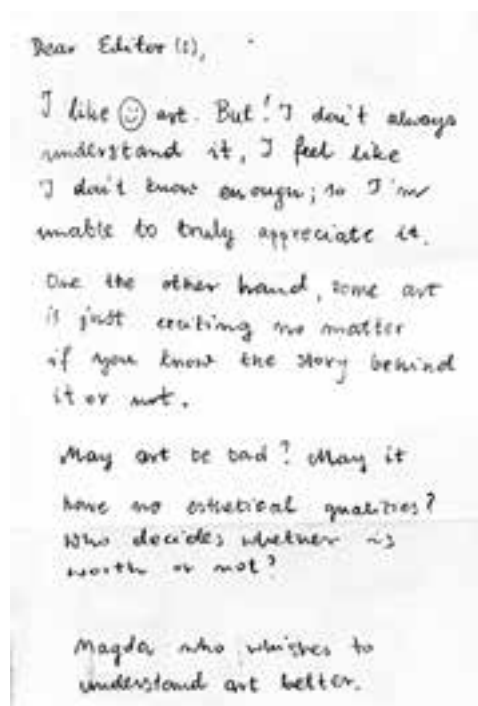 Dear Editor (s),
I like ☺ art. But! I don't always
understand it, I feel like
I don't know enough; so I'm
unable to truly appreciate it.
One the other hand, some art
is just exciting no matter
if you know the story behind
it or not.
May art be bad? May it
have no esthetical qualities?
Who decides whether is
worth or not?
Magda who whishes to
understand art better.